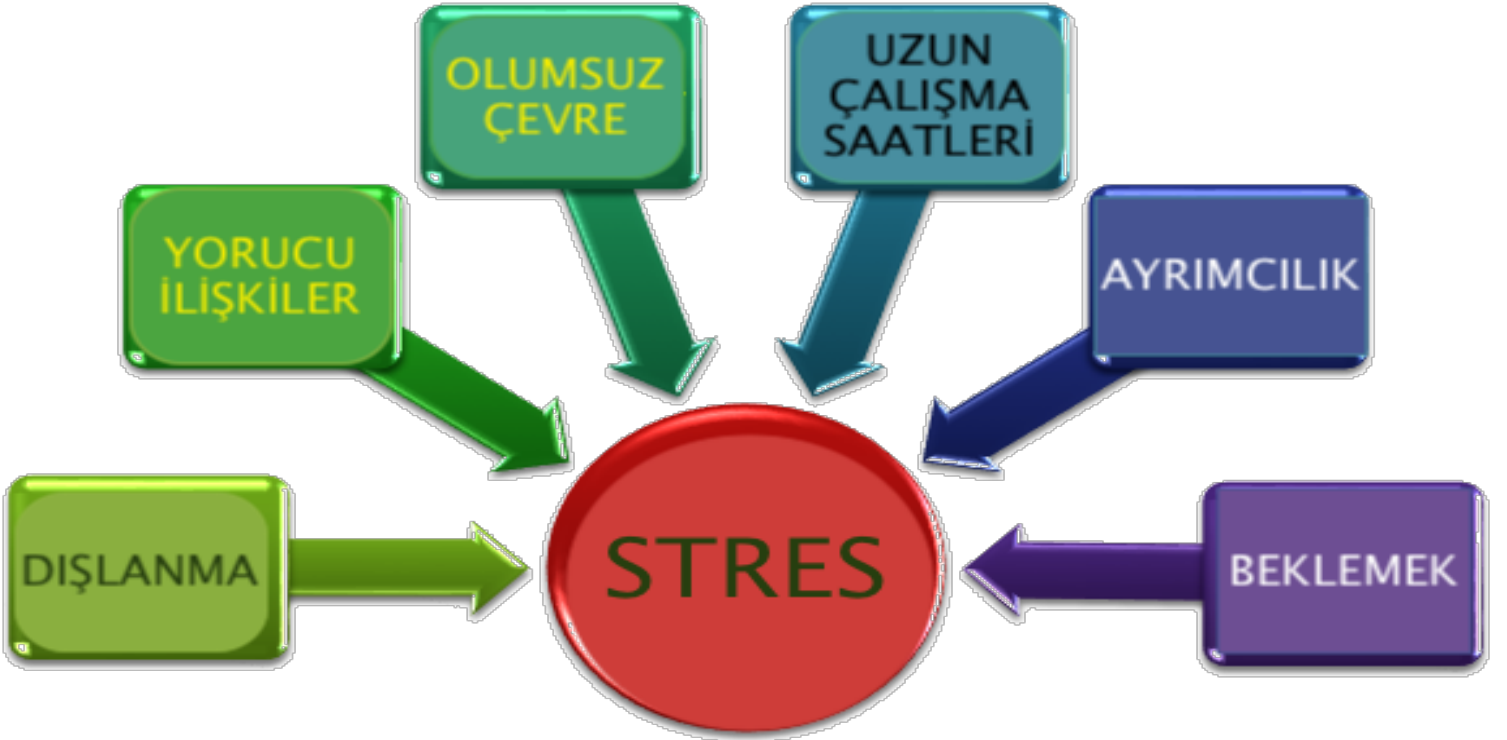 OLUMSUZ
ÇEVRE
UZUN
ÇALIŞMA
SAATLERİ
YORUCU
İLİŞKİLER
AYRIMCILIK
DIŞLANMA
STRES
BEKLEMEK